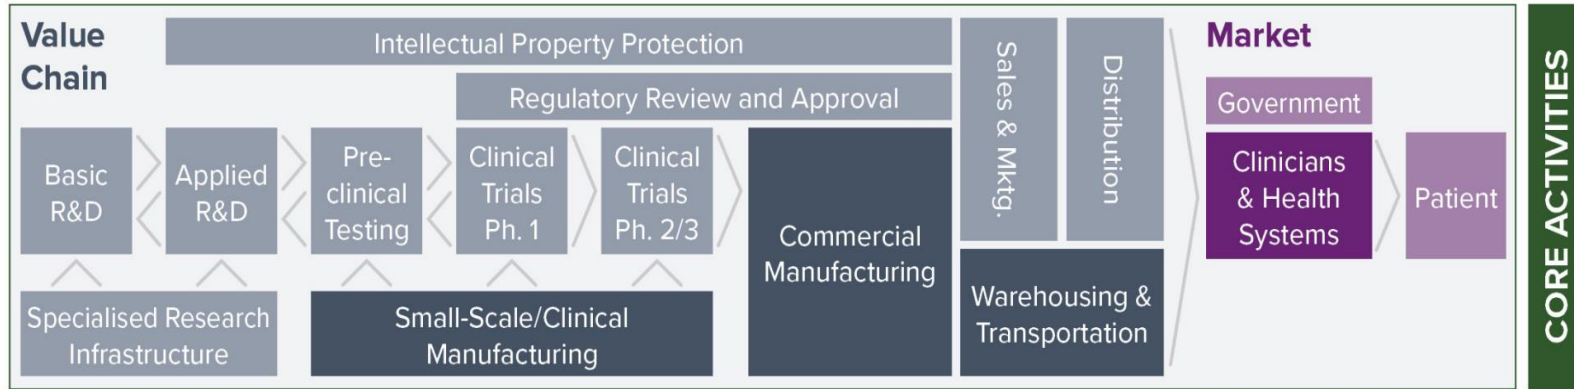 Value
Chain
Intellectual Property Protection
Regulatory Review and Approval
Basic
R&D
Applied
R&D
Pre-
clinical
Testing
Clinical
Trials
Ph. 1
Clinical
Trials
Ph. 2/3
Specialised Research
Infrastructure
Small-Scale/Clinical
Manufacturing
Commercial
Manufacturing
Sales & Mktg.
Distribution
Warehousing &
Transportation
Market
Government
Clinicians
& Health
Systems
Patient
CORE ACTIVITIES